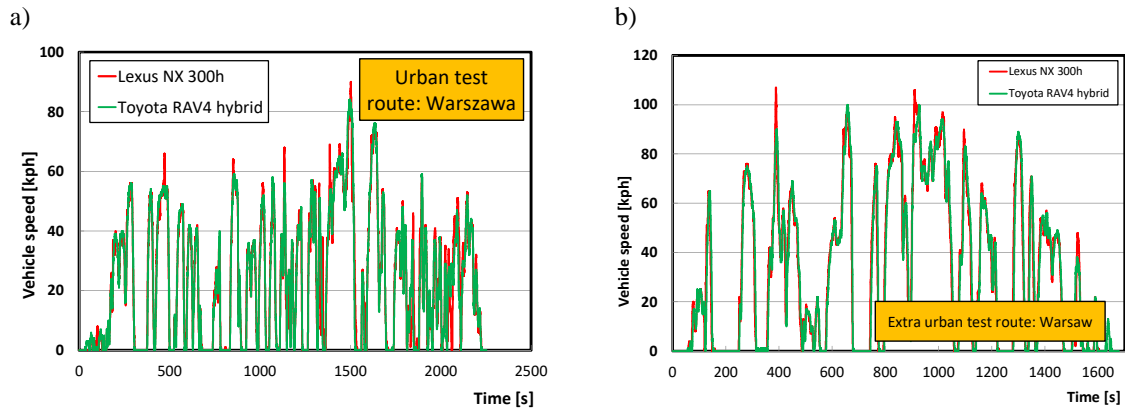 a)
100
80
60
40
20
0
Vehicle speed [kph]
Lexus NX 300h
Toyota RAV4 hybrid
Urban test
route: Warszawa
0 500 1000 1500 2000 2500
Time [s]
b)
120
100
80
60
40
20
0
Vehicle speed [kph]
Lexus NX 300h
Toyota RAV4 hybrid
Extra urban test route: Warsaw
0 200 400 600 800 1000 1200 1400 1600
Time [s]